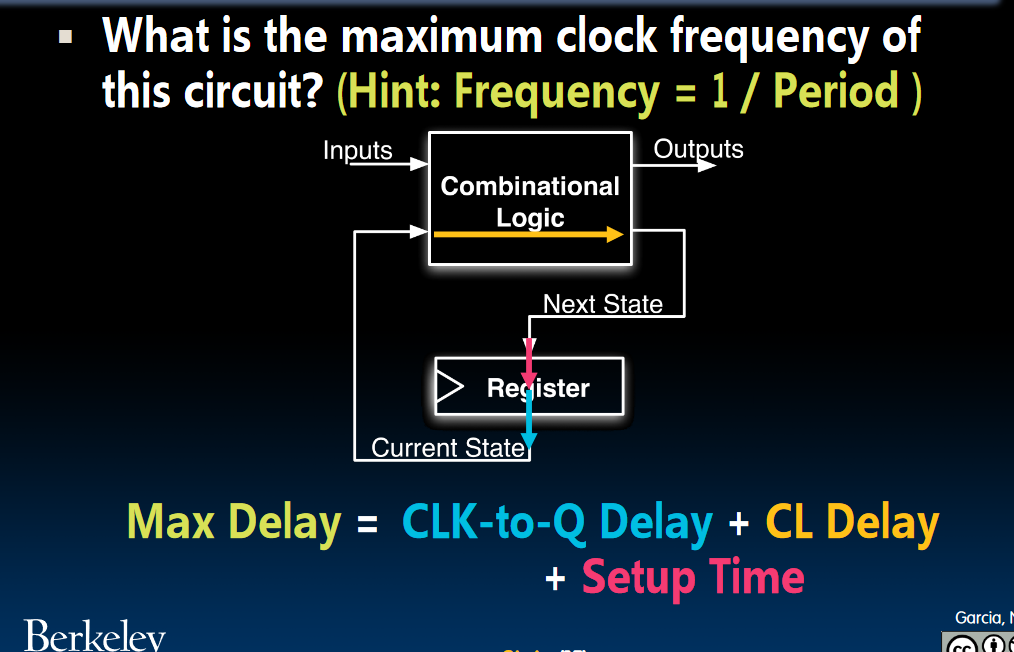 ▪ What is the maximum clock frequency of
this circuit? (Hint: Frequency = 1 / Period )
Inputs
Outputs
Combinational
Logic
Next State
Register
Current State
Max Delay = CLK-to-Q Delay + CL Delay
+ Setup Time
Garcia,
Berkeley
cc